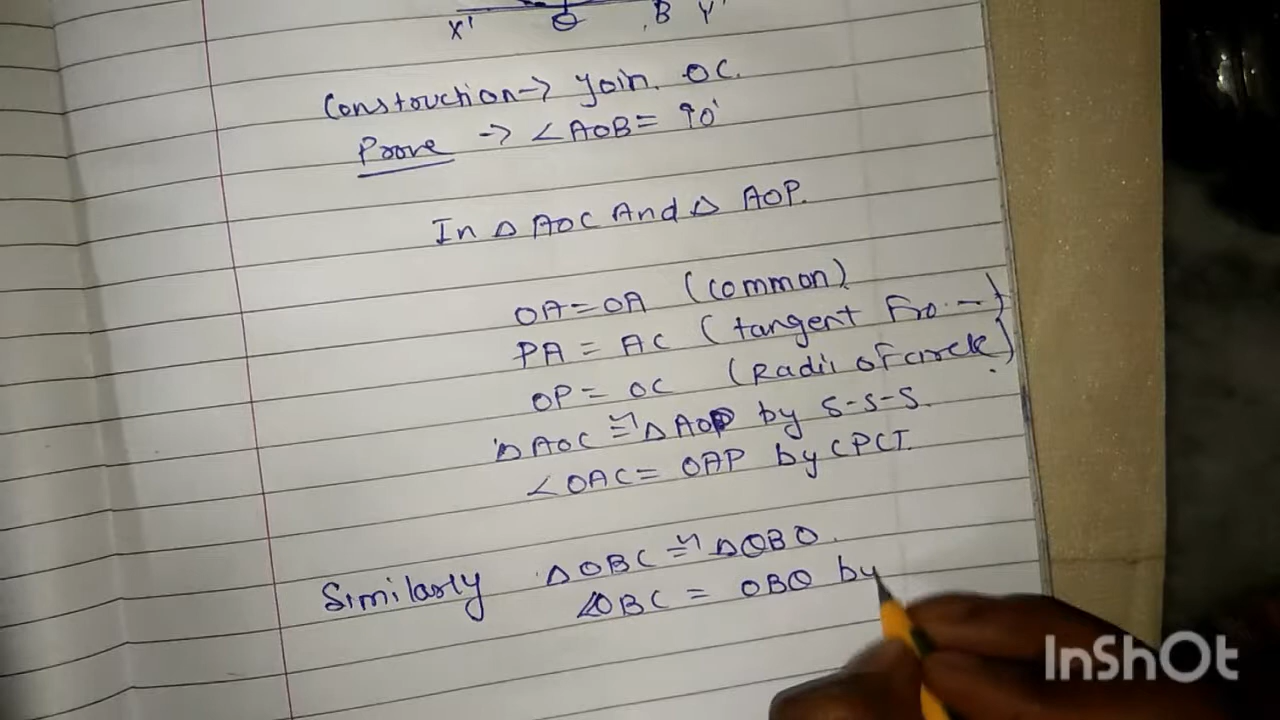 X' Q B Y'
Construction → Join. OC.
Prove → ∠AOB = 90°
In △ AOC And △ AOP.
OA = OA (common)
PA = AC (tangent Fro.—)
OP = OC (Radii of circle)
△AOC ≅ △AOP by S-S-S.
∠OAC = OAP by CPCT.
Similarly △OBC ≅ △OBQ.
∠OBC = OBQ by
InShOt